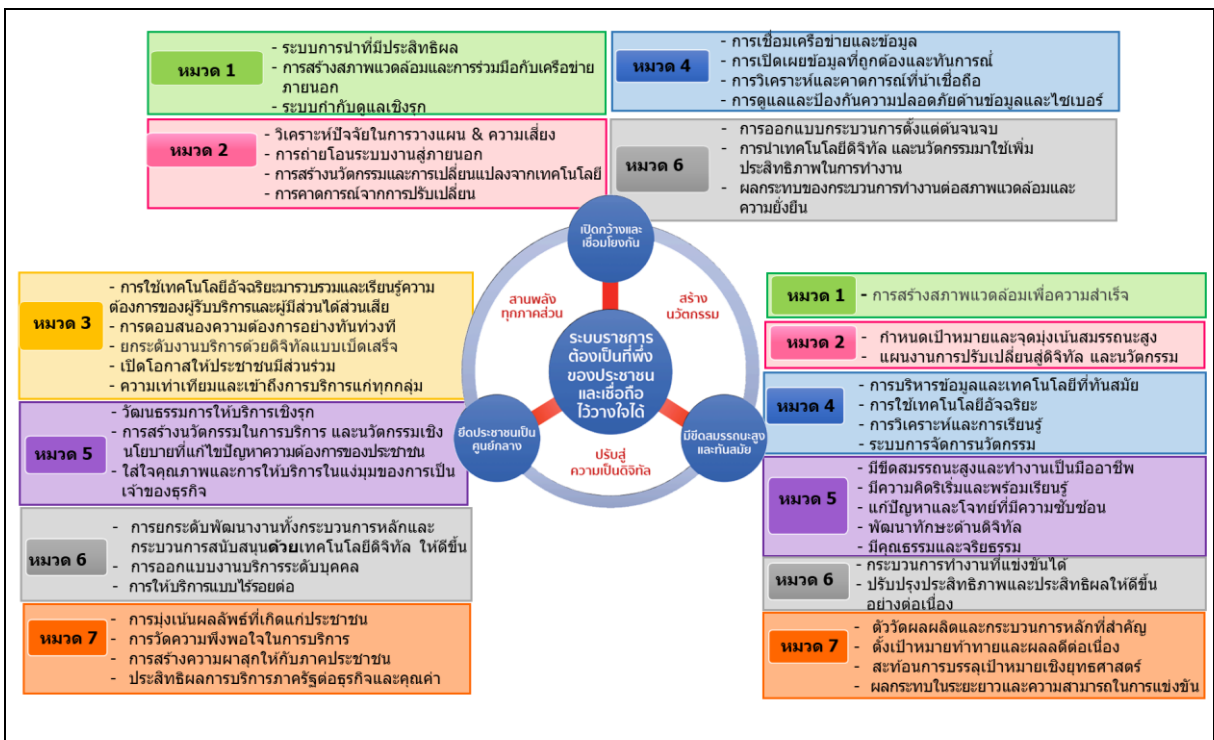 หมวด 1
- ระบบการนำที่มีประสิทธิผล
- การสร้างสภาพแวดล้อมและการร่วมมือกับเครือข่าย
ภายนอก
- ระบบกำกับดูแลเชิงรุก
หมวด 2
- วิเคราะห์ปัจจัยในการวางแผน & ความเสี่ยง
- การถ่ายโอนระบบงานสู่ภายนอก
- การสร้างนวัตกรรมและการเปลี่ยนแปลงจากเทคโนโลยี
- การคาดการณ์จากการปรับเปลี่ยน
หมวด 4
- การเชื่อมเครือข่ายและข้อมูล
- การเปิดเผยข้อมูลที่ถูกต้องและทันการณ์
- การวิเคราะห์และคาดการณ์ที่น่าเชื่อถือ
- การดูแลและป้องกันความปลอดภัยด้านข้อมูลและไซเบอร์
หมวด 6
- การออกแบบกระบวนการตั้งแต่ต้นจนจบ
- การนำเทคโนโลยีดิจิทัล และนวัตกรรมมาใช้เพิ่ม
ประสิทธิภาพในการทำงาน
- ผลกระทบของกระบวนการทำงานต่อสภาพแวดล้อมและ
ความยั่งยืน
เปิดกว้างและ
เชื่อมโยงกัน
สานพลัง
ทุกภาคส่วน
สร้าง
นวัตกรรม
ระบบราชการ
ต้องเป็นที่พึ่ง
ของประชาชน
และเชื่อถือ
ไว้วางใจได้
ยึดประชาชนเป็น
ศูนย์กลาง
มีขีดสมรรถนะสูง
และทันสมัย
ปรับสู่
ความเป็นดิจิทัล
หมวด 3
- การใช้เทคโนโลยีอัจฉริยะมารวบรวมและเรียนรู้ความ
ต้องการของผู้รับบริการและผู้มีส่วนได้ส่วนเสีย
- การตอบสนองความต้องการอย่างทันท่วงที
- ยกระดับงานบริการด้วยดิจิทัลแบบเบ็ดเสร็จ
- เปิดโอกาสให้ประชาชนมีส่วนร่วม
- ความเท่าเทียมและเข้าถึงการบริการแก่ทุกกลุ่ม
หมวด 5
- วัฒนธรรมการให้บริการเชิงรุก
- การสร้างนวัตกรรมในการบริการ และนวัตกรรมเชิง
นโยบายที่แก้ไขปัญหาความต้องการของประชาชน
- ใส่ใจคุณภาพและการให้บริการในแง่มุมของการเป็น
เจ้าของธุรกิจ
หมวด 6
- การยกระดับพัฒนางานทั้งกระบวนการหลักและ
กระบวนการสนับสนุนด้วยเทคโนโลยีดิจิทัล ให้ดีขึ้น
- การออกแบบงานบริการระดับบุคคล
- การให้บริการแบบไร้รอยต่อ
หมวด 7
- การมุ่งเน้นผลลัพธ์ที่เกิดแก่ประชาชน
- การวัดความพึงพอใจในการบริการ
- การสร้างความผาสุกให้กับภาคประชาชน
- ประสิทธิผลการบริการภาครัฐต่อธุรกิจและคุณค่า
หมวด 1
- การสร้างสภาพแวดล้อมเพื่อความสำเร็จ
หมวด 2
- กำหนดเป้าหมายและจุดมุ่งเน้นสมรรถนะสูง
- แผนงานการปรับเปลี่ยนสู่ดิจิทัล และนวัตกรรม
หมวด 4
- การบริหารข้อมูลและเทคโนโลยีที่ทันสมัย
- การใช้เทคโนโลยีอัจฉริยะ
- การวิเคราะห์และการเรียนรู้
- ระบบการจัดการนวัตกรรม
หมวด 5
- มีขีดสมรรถนะสูงและทำงานเป็นมืออาชีพ
- มีความคิดริเริ่มและพร้อมเรียนรู้
- แก้ปัญหาและโจทย์ที่มีความซับซ้อน
- พัฒนาทักษะด้านดิจิทัล
- มีคุณธรรมและจริยธรรม
หมวด 6
- กระบวนการทำงานที่แข่งขันได้
- ปรับปรุงประสิทธิภาพและประสิทธิผลให้ดีขึ้น
อย่างต่อเนื่อง
หมวด 7
- ตัววัดผลผลิตและกระบวนการหลักที่สำคัญ
- ตั้งเป้าหมายท้าทายและผลลดีต่อเนื่อง
- สะท้อนการบรรลุเป้าหมายเชิงยุทธศาสตร์
- ผลกระทบในระยะยาวและความสามารถในการแข่งขัน